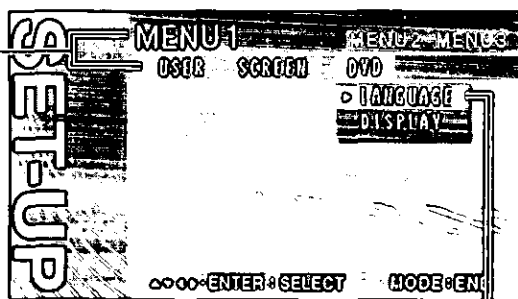 SET-UP
MENU1 MENU2 MENU3
USER SCREEN DVD
LANGUAGE
DISPLAY
ENTER:SELECT MODE:EN